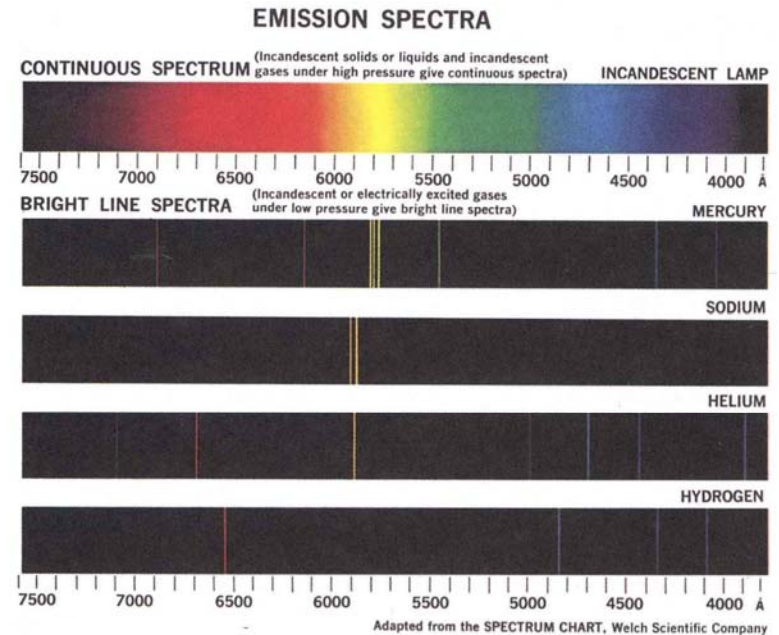 EMISSION SPECTRA
CONTINUOUS SPECTRUM (Incandescent solids or liquids and incandescent
gases under high pressure give continuous spectra) INCANDESCENT LAMP
7500 7000 6500 6000 5500 5000 4500 4000 Å
BRIGHT LINE SPECTRA (Incandescent or electrically excited gases
under low pressure give bright line spectra) MERCURY
SODIUM
HELIUM
HYDROGEN
7500 7000 6500 6000 5500 5000 4500 4000 Å
Adapted from the SPECTRUM CHART, Welch Scientific Company